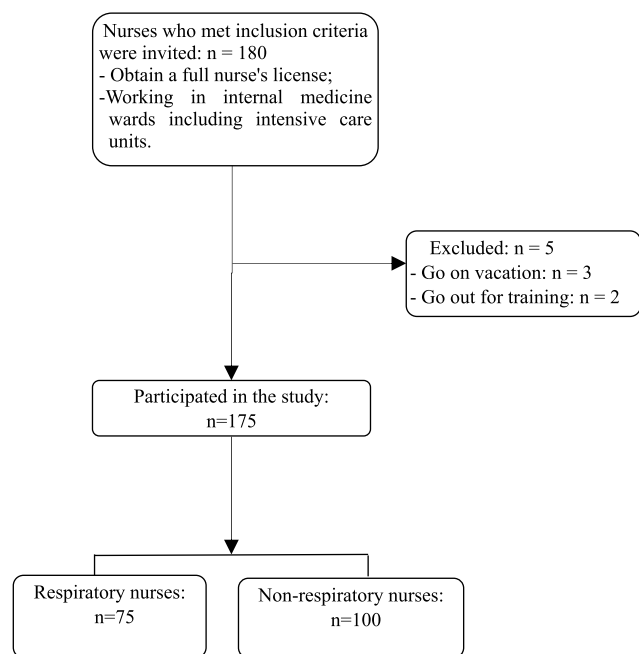 Nurses who met inclusion criteria
were invited: n = 180
- Obtain a full nurse's license;
-Working in internal medicine
wards including intensive care
units.
Excluded: n = 5
- Go on vacation: n = 3
- Go out for training: n = 2
Participated in the study:
n=175
Respiratory nurses:
n=75
Non-respiratory nurses:
n=100